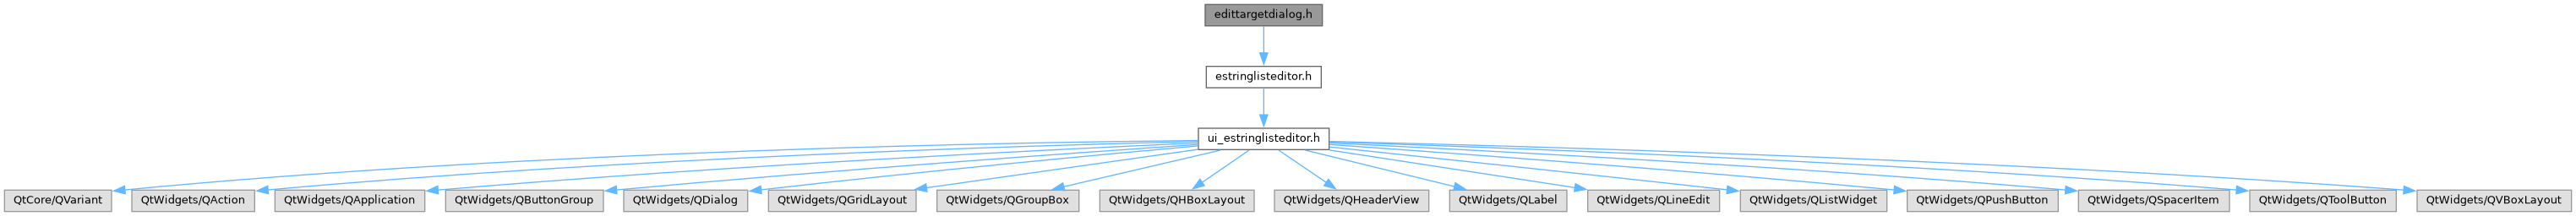 edittargetdialog.h
estringlisteditor.h
ui_estringlisteditor.h
QtCore/QVariant
QtWidgets/QAction
QtWidgets/QApplication
QtWidgets/QButtonGroup
QtWidgets/QDialog
QtWidgets/QGridLayout
QtWidgets/QGroupBox
QtWidgets/QHBoxLayout
QtWidgets/QHeaderView
QtWidgets/QLabel
QtWidgets/QLineEdit
QtWidgets/QListWidget
QtWidgets/QPushButton
QtWidgets/QSpacerItem
QtWidgets/QToolButton
QtWidgets/QVBoxLayout